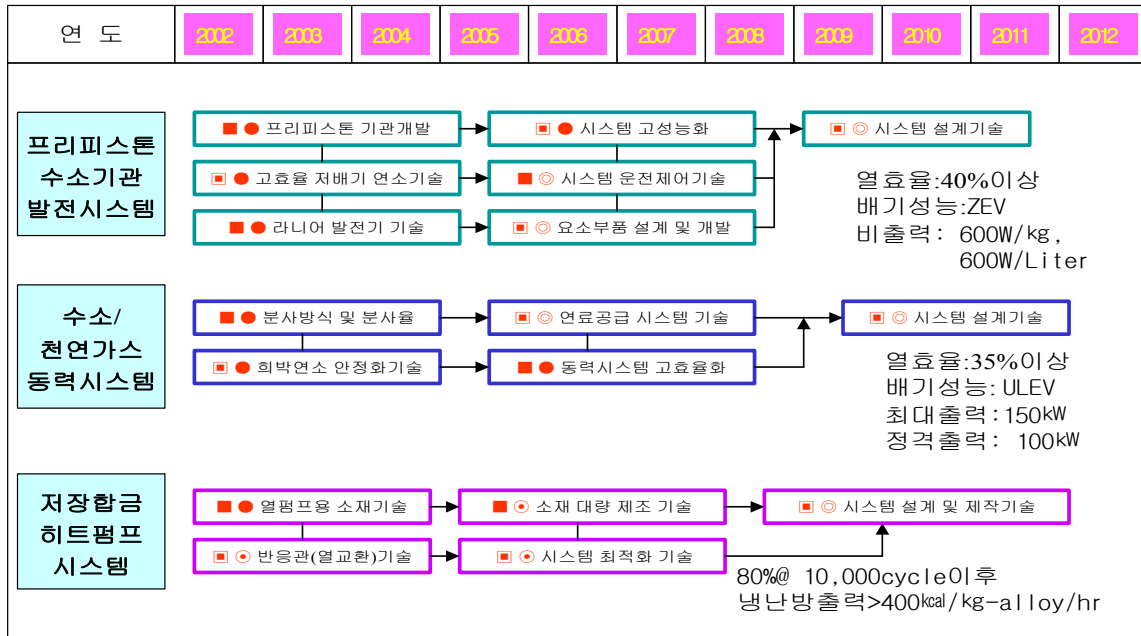 연 도 2002 2003 2004 2005 2006 2007 2008 2009 2010 2011 2012
프리피스톤
수소기관
발전시스템
■ ● 프리피스톤 기관개발
▣ ● 시스템 고성능화
▣ ◎ 시스템 설계기술
▣ ● 고효율 저배기 연소기술
■ ◎ 시스템 운전제어기술
■ ● 라니어 발전기 기술
▣ ◎ 요소부품 설계 및 개발
열효율:40%이상
배기성능:ZEV
비출력: 600W/kg,
600W/Liter
수소/
천연가스
동력시스템
■ ● 분사방식 및 분사율
▣ ◎ 연료공급 시스템 기술
▣ ◎ 시스템 설계기술
▣ ● 희박연소 안정화기술
■ ● 동력시스템 고효율화
열효율:35%이상
배기성능: ULEV
최대출력:150㎾
정격출력: 100㎾
저장합금
히트펌프
시스템
■ ● 열펌프용 소재기술
■ ☉ 소재 대량 제조 기술
▣ ◎ 시스템 설계 및 제작기술
▣ ☉ 반응관(열교환)기술
▣ ☉ 시스템 최적화 기술
80%@ 10,000cycle이후
냉난방출력>400㎉/kg-alloy/hr